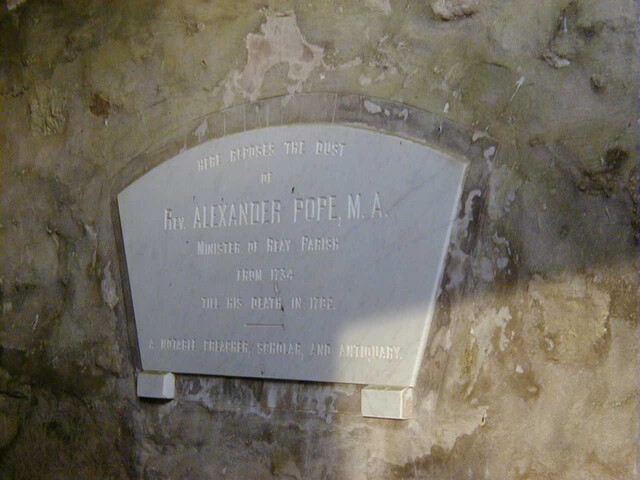 HERE REPOSES THE DUST
OF
REV. ALEXANDER POPE, M. A.
MINISTER OF REAY PARISH
FROM 1734
TILL HIS DEATH, IN 1782.
A NOTABLE PREACHER, SCHOLAR, AND ANTIQUARY.